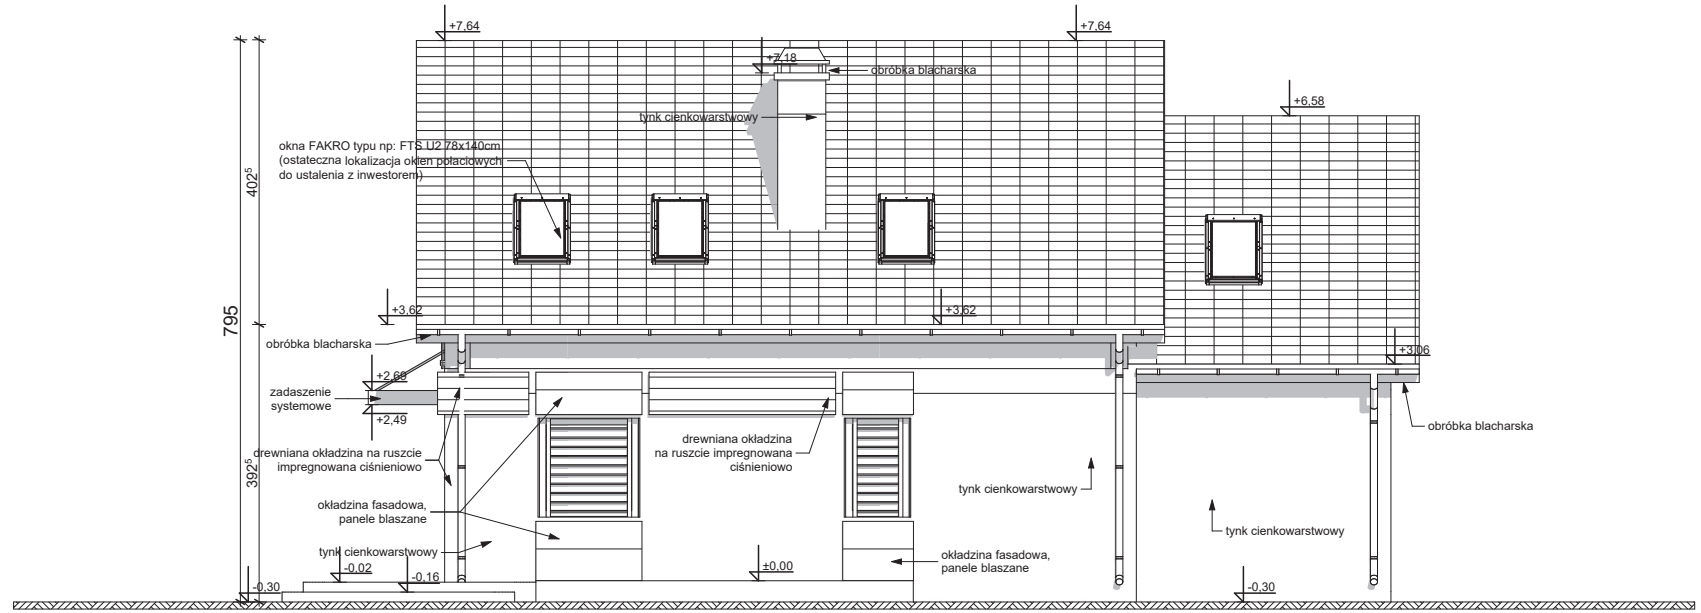 +7,64
+7,64
+7,18
obróbka blacharska
+6,58
tynk cienkowarstwowy
okna FAKRO typu np: FTS U2 78x140cm
(ostateczna lokalizacja okien połaciowych
do ustalenia z inwestorem)
402⁵
795
+3,62
+3,62
obróbka blacharska
+3,06
+2,69
zadaszenie
systemowe
+2,49
obróbka blacharska
drewniana okładzina na ruszcie
impregnowana ciśnieniowo
drewniana okładzina
na ruszcie impregnowana
ciśnieniowo
392⁵
tynk cienkowarstwowy
okładzina fasadowa,
panele blaszane
tynk cienkowarstwowy
tynk cienkowarstwowy
okładzina fasadowa,
panele blaszane
-0,02
-0,16
±0,00
-0,30
-0,30